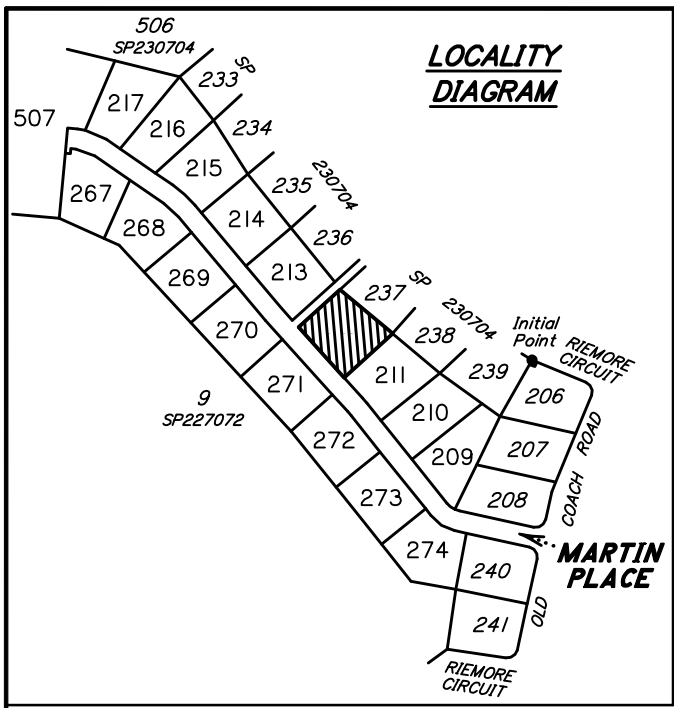 506
SP230704
LOCALITY
DIAGRAM
233
SP
217
507
216
234
215
235
230704
267
214
236
268
213
269
237
SP
230704
270
238
Initial
Point
RIEMORE
CIRCUIT
211
239
206
271
9
SP227072
210
ROAD
272
209
207
273
208
COACH
274
MARTIN
PLACE
240
OLD
241
RIEMORE
CIRCUIT